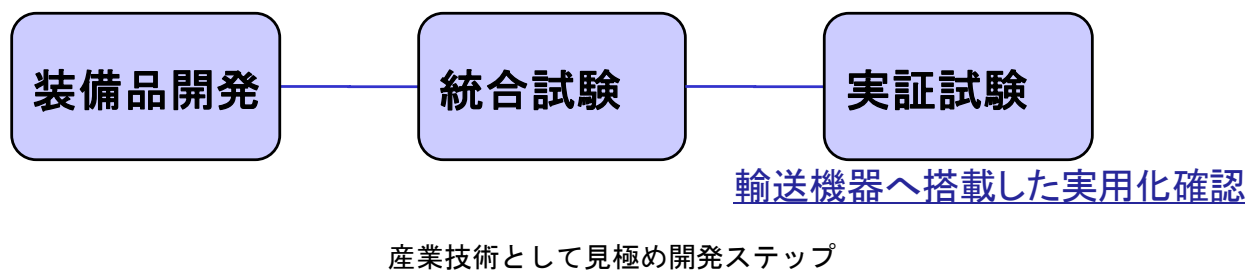 装備品開発
統合試験
実証試験
輸送機器へ搭載した実用化確認
産業技術として見極め開発ステップ